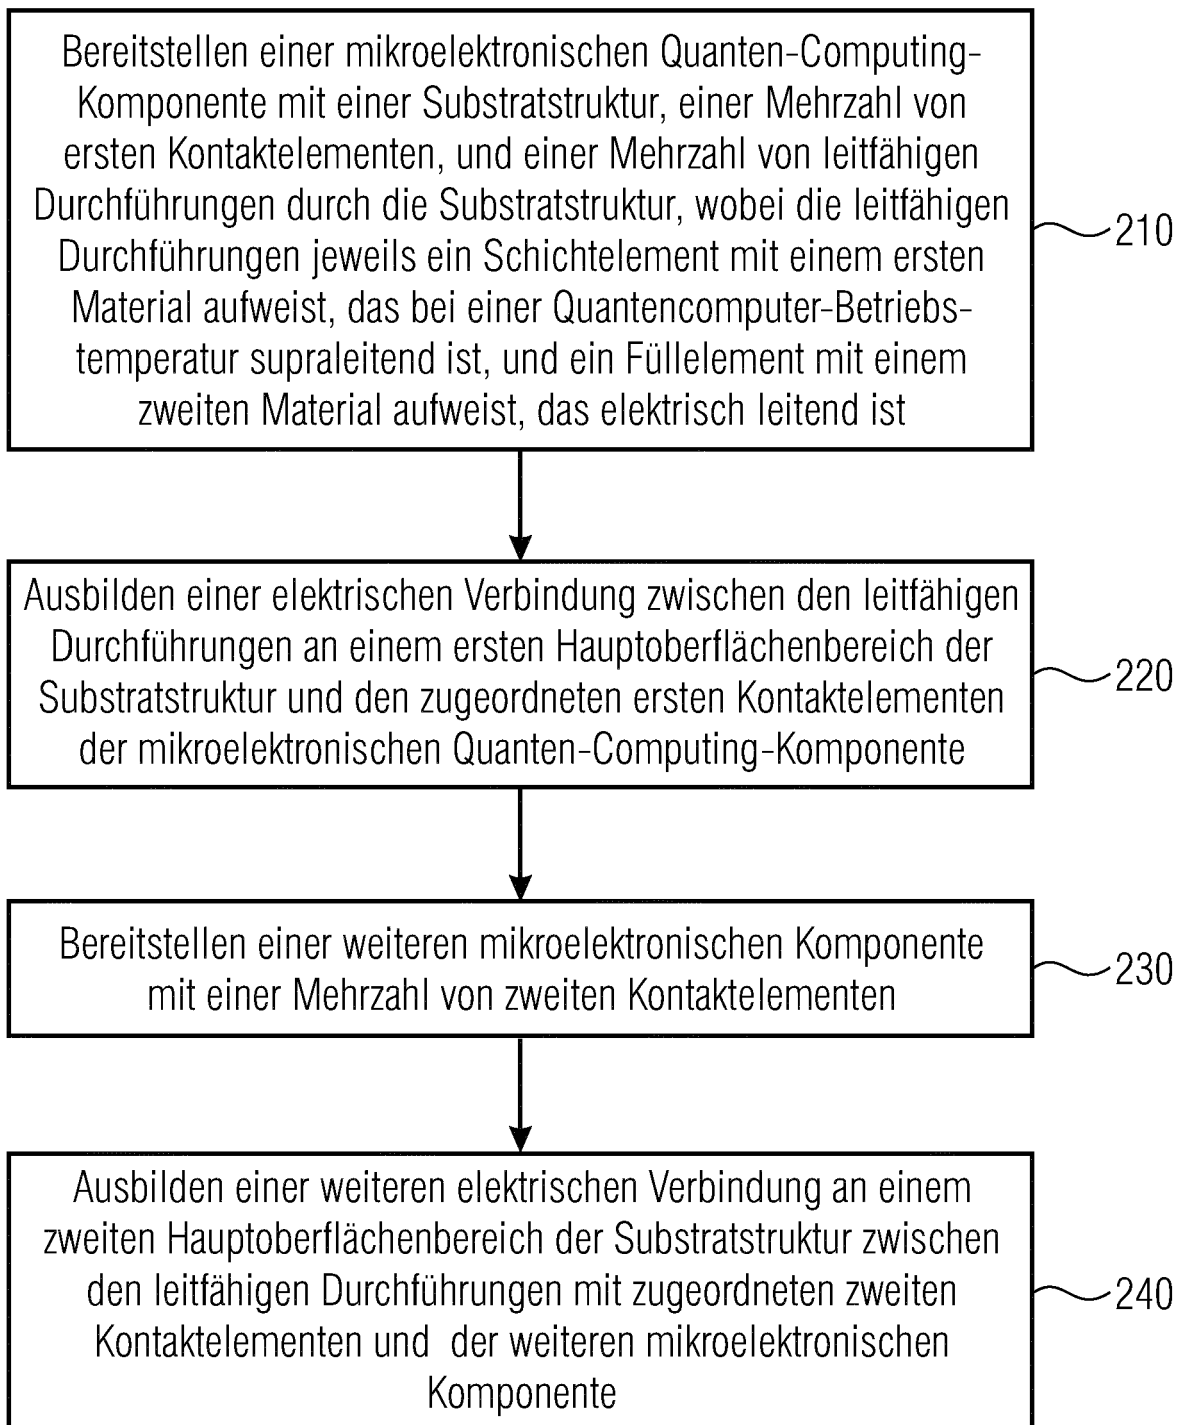 Bereitstellen einer mikroelektronischen Quanten-Computing-
Komponente mit einer Substratstruktur, einer Mehrzahl von
ersten Kontaktelementen, und einer Mehrzahl von leitfähigen
Durchführungen durch die Substratstruktur, wobei die leitfähigen
Durchführungen jeweils ein Schichtelement mit einem ersten
Material aufweist, das bei einer Quantencomputer-Betriebs-
temperatur supraleitend ist, und ein Füllelement mit einem
zweiten Material aufweist, das elektrisch leitend ist
210
Ausbilden einer elektrischen Verbindung zwischen den leitfähigen
Durchführungen an einem ersten Hauptoberflächenbereich der
Substratstruktur und den zugeordneten ersten Kontaktelementen
der mikroelektronischen Quanten-Computing-Komponente
220
Bereitstellen einer weiteren mikroelektronischen Komponente
mit einer Mehrzahl von zweiten Kontaktelementen
230
Ausbilden einer weiteren elektrischen Verbindung an einem
zweiten Hauptoberflächenbereich der Substratstruktur zwischen
den leitfähigen Durchführungen mit zugeordneten zweiten
Kontaktelementen und der weiteren mikroelektronischen
Komponente
240